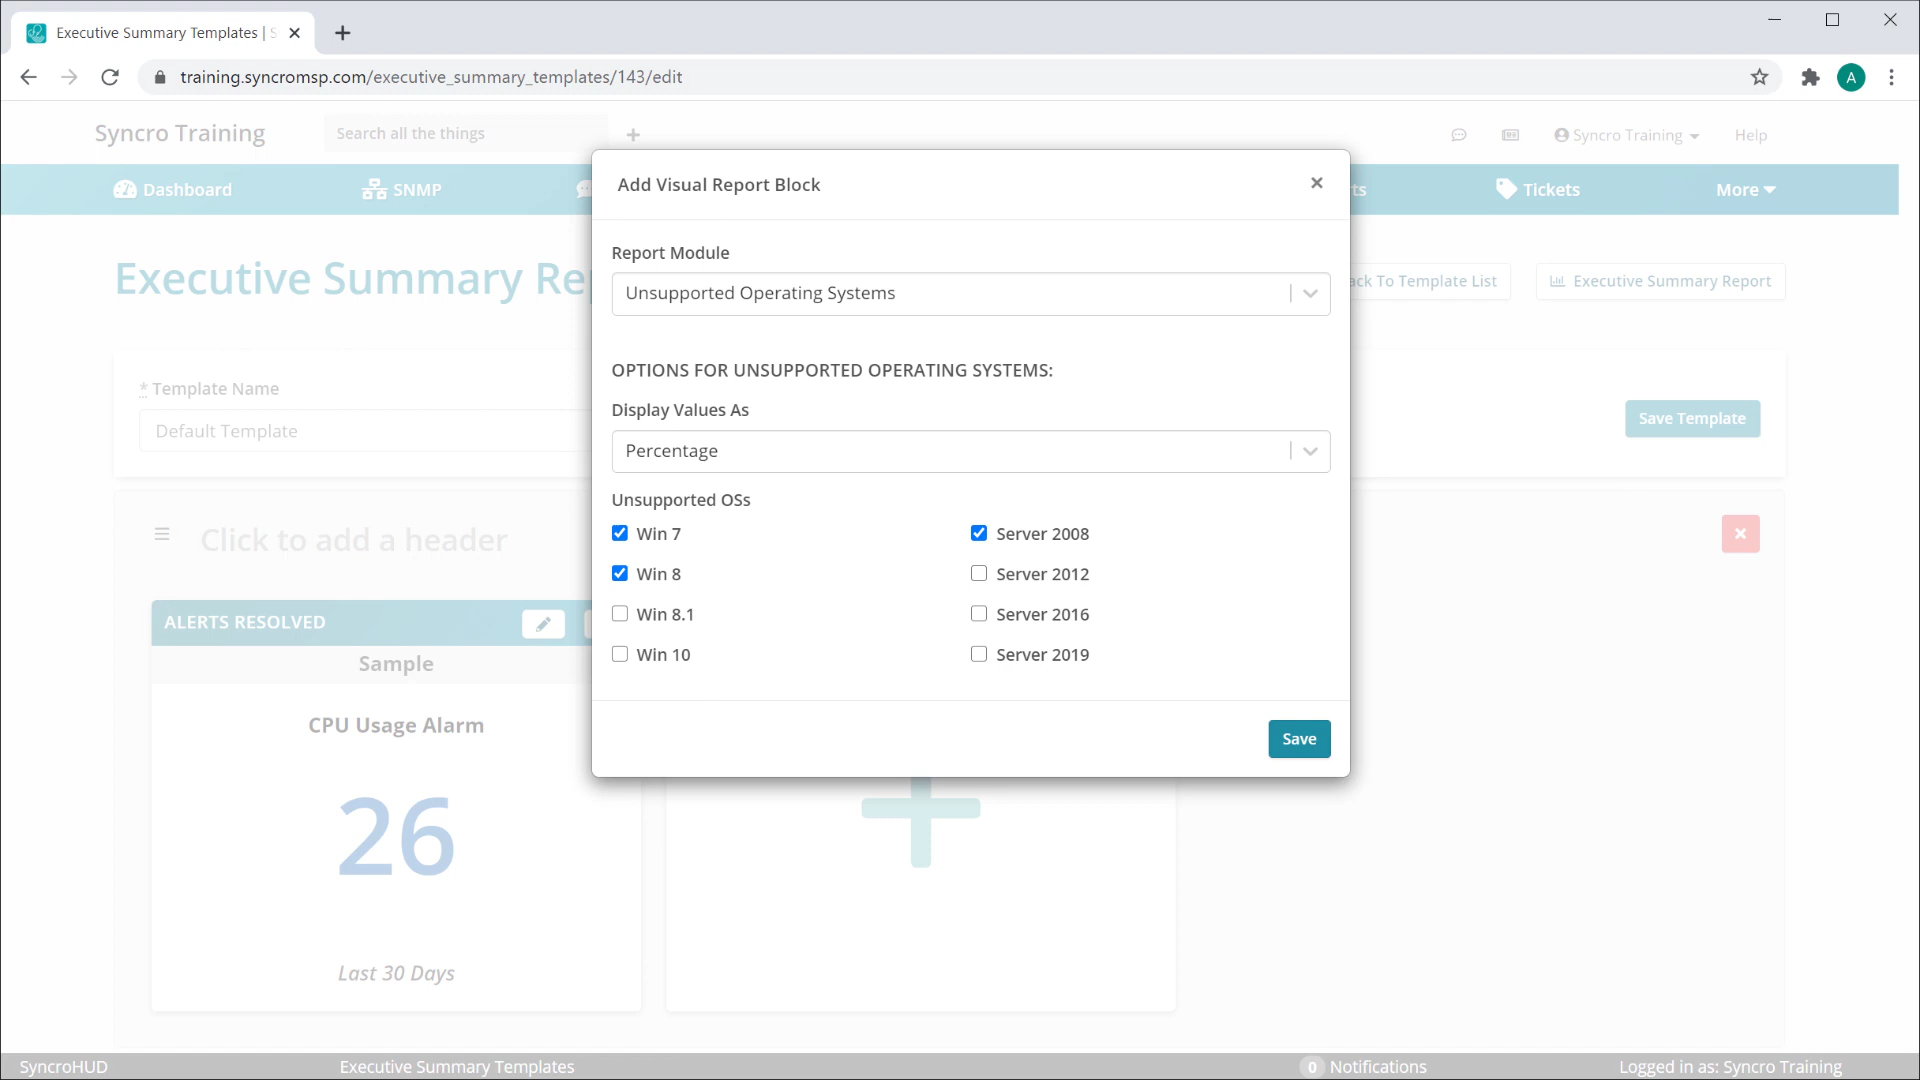 Executive Summary Templates | S
training.syncromsp.com/executive_summary_templates/143/edit
A
Syncro Training
Search all the things
Syncro Training
Help
Dashboard
SNMP
ts
Tickets
More
Executive Summary Re
ack To Template List
Executive Summary Report
* Template Name
Default Template
Save Template
Click to add a header
ALERTS RESOLVED
Sample
CPU Usage Alarm
26
Last 30 Days
Add Visual Report Block
Report Module
Unsupported Operating Systems
OPTIONS FOR UNSUPPORTED OPERATING SYSTEMS:
Display Values As
Percentage
Unsupported OSs
Win 7
Server 2008
Win 8
Server 2012
Win 8.1
Server 2016
Win 10
Server 2019
Save
SyncroHUD
Executive Summary Templates
0 Notifications
Logged in as: Syncro Training